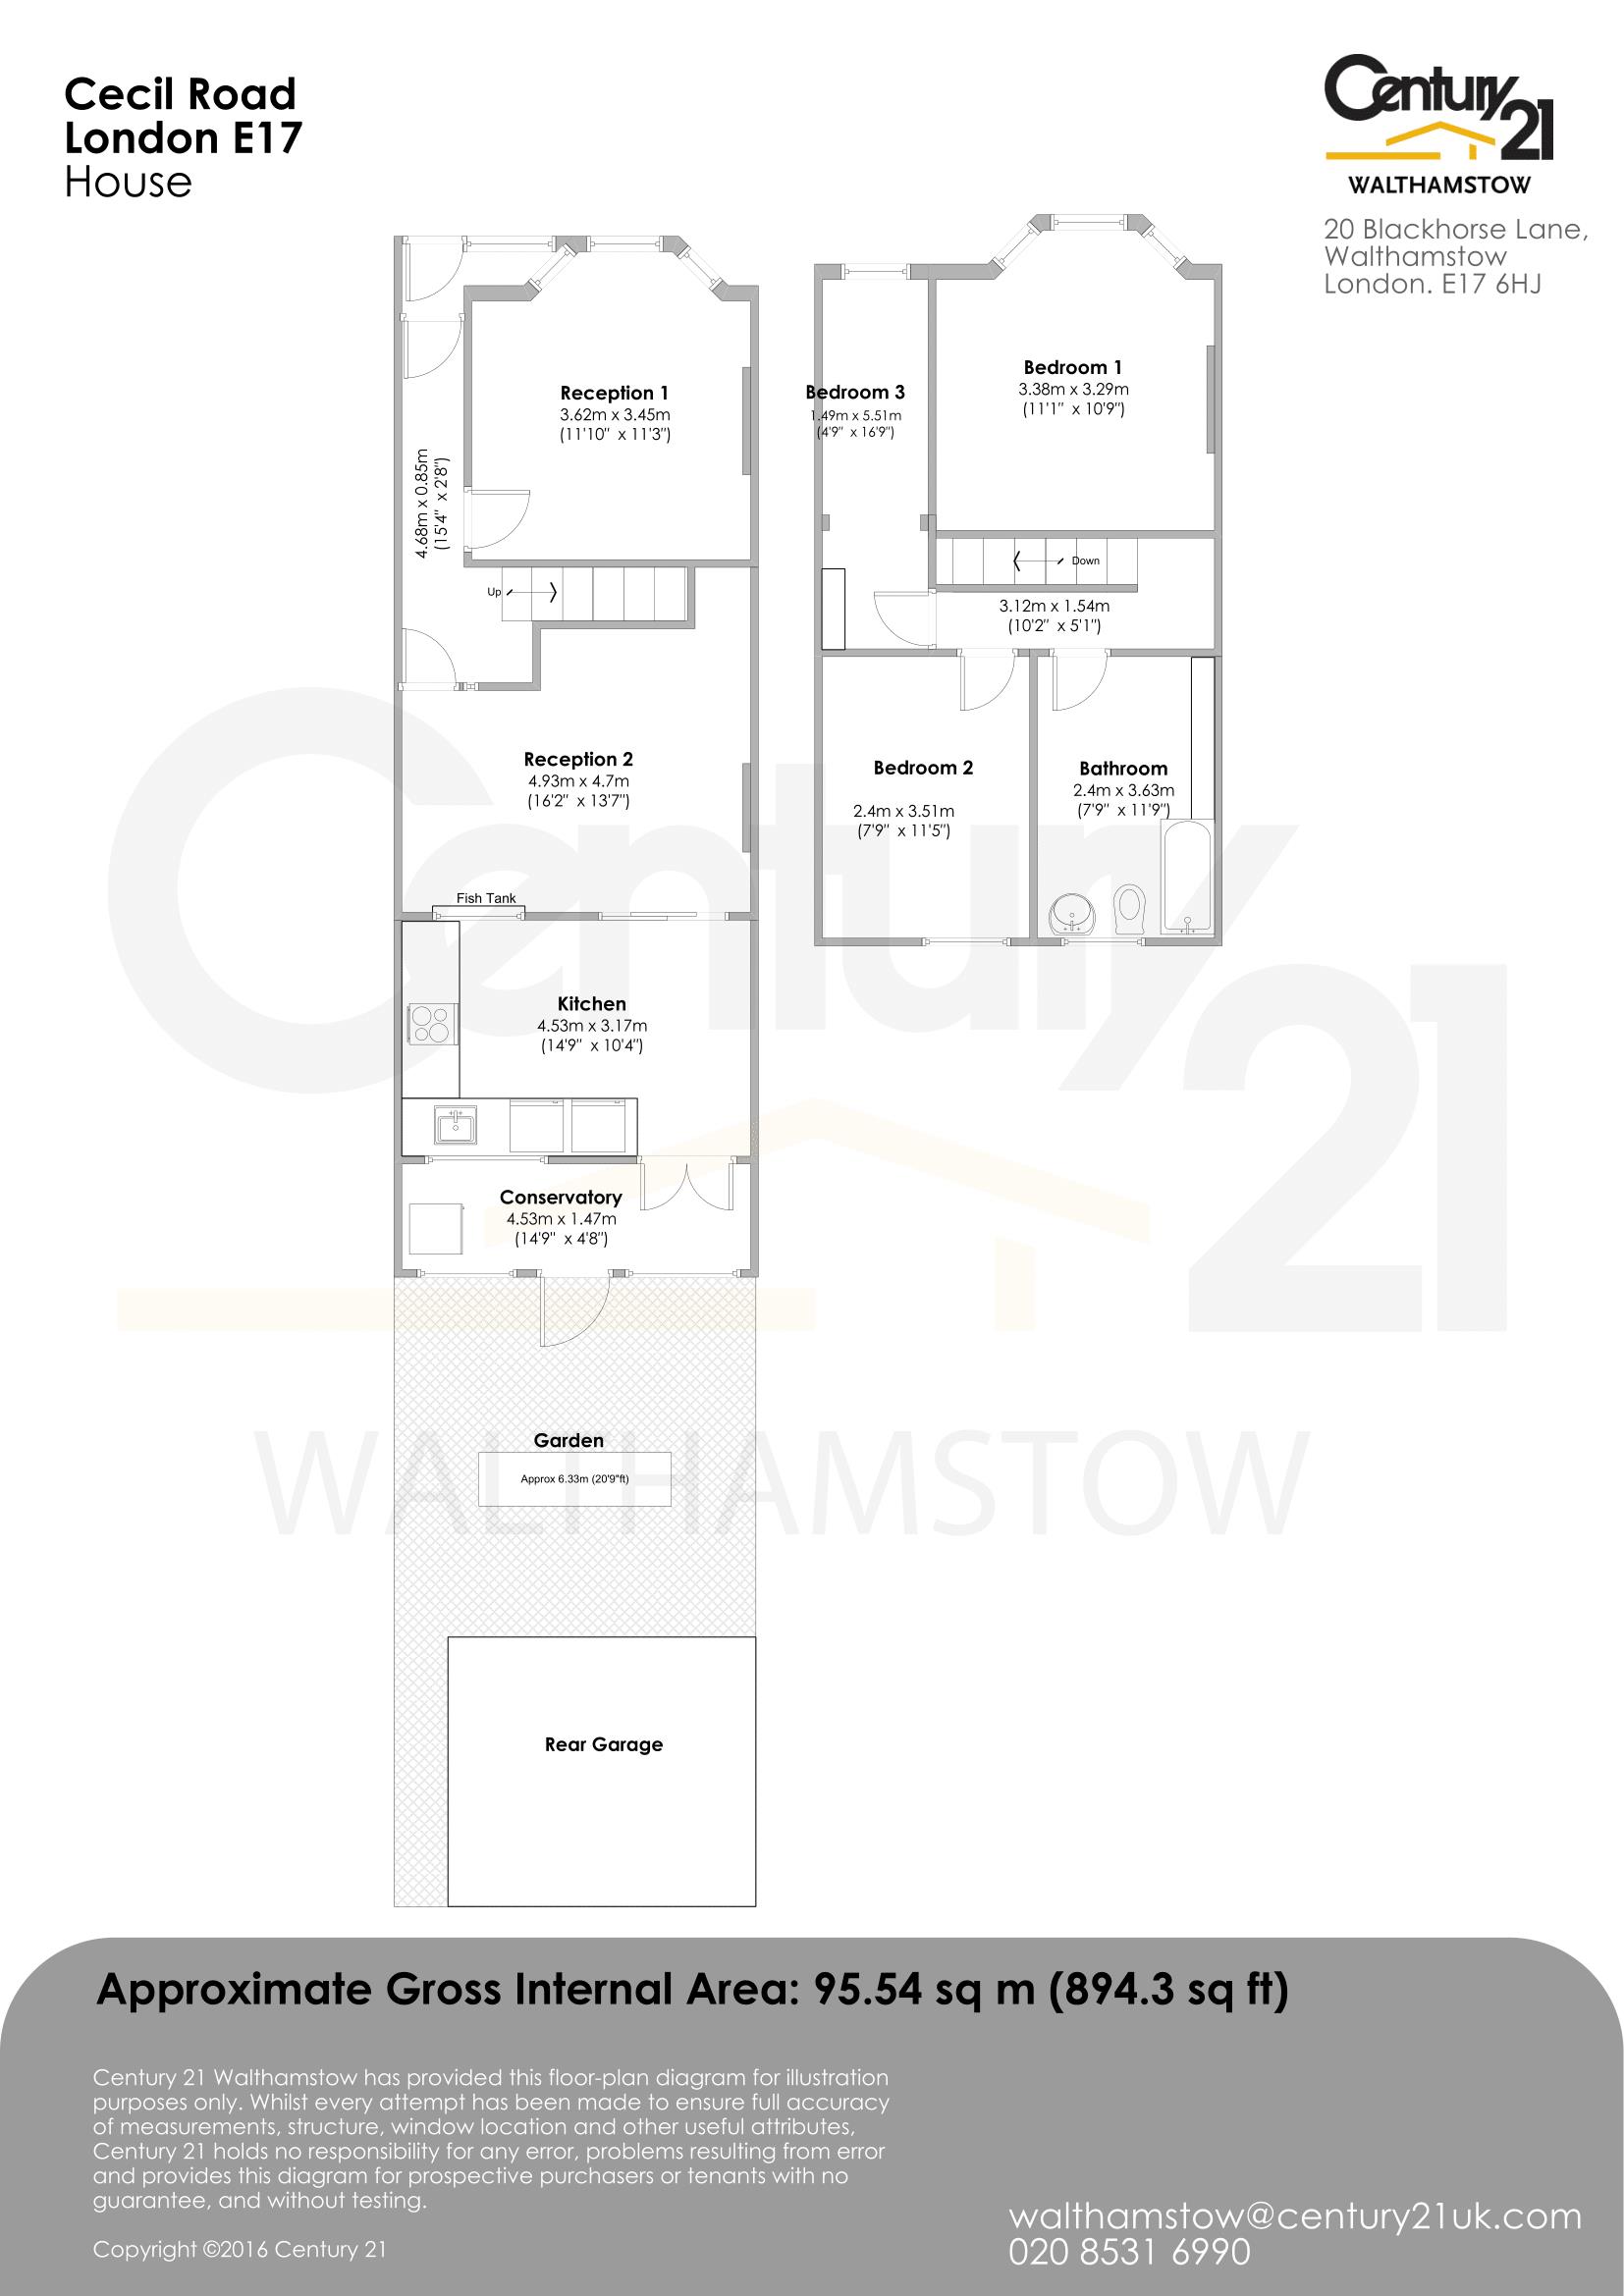 Cecil Road
London E17
House
Century 21
WALTHAMSTOW
20 Blackhorse Lane,
Walthamstow
London. E17 6HJ
Reception 1
3.62m x 3.45m
(11'10" x 11'3")
4.68m x 0.85m
(15'4" x 2'8")
Up
Reception 2
4.93m x 4.7m
(16'2" x 13'7")
Fish Tank
Kitchen
4.53m x 3.17m
(14'9" x 10'4")
Conservatory
4.53m x 1.47m
(14'9" x 4'8")
Garden
Approx 6.33m (20'9"ft)
Rear Garage
Bedroom 1
3.38m x 3.29m
(11'1" x 10'9")
Bedroom 3
1.49m x 5.51m
(4'9" x 16'9")
Down
3.12m x 1.54m
(10'2" x 5'1")
Bedroom 2
2.4m x 3.51m
(7'9" x 11'5")
Bathroom
2.4m x 3.63m
(7'9" x 11'9")
Century 21
WALTHAMSTOW
Approximate Gross Internal Area: 95.54 sq m (894.3 sq ft)
Century 21 Walthamstow has provided this floor-plan diagram for illustration
purposes only. Whilst every attempt has been made to ensure full accuracy
of measurements, structure, window location and other useful attributes,
Century 21 holds no responsibility for any error, problems resulting from error
and provides this diagram for prospective purchasers or tenants with no
guarantee, and without testing.
Copyright ©2016 Century 21
walthamstow@century21uk.com
020 8531 6990